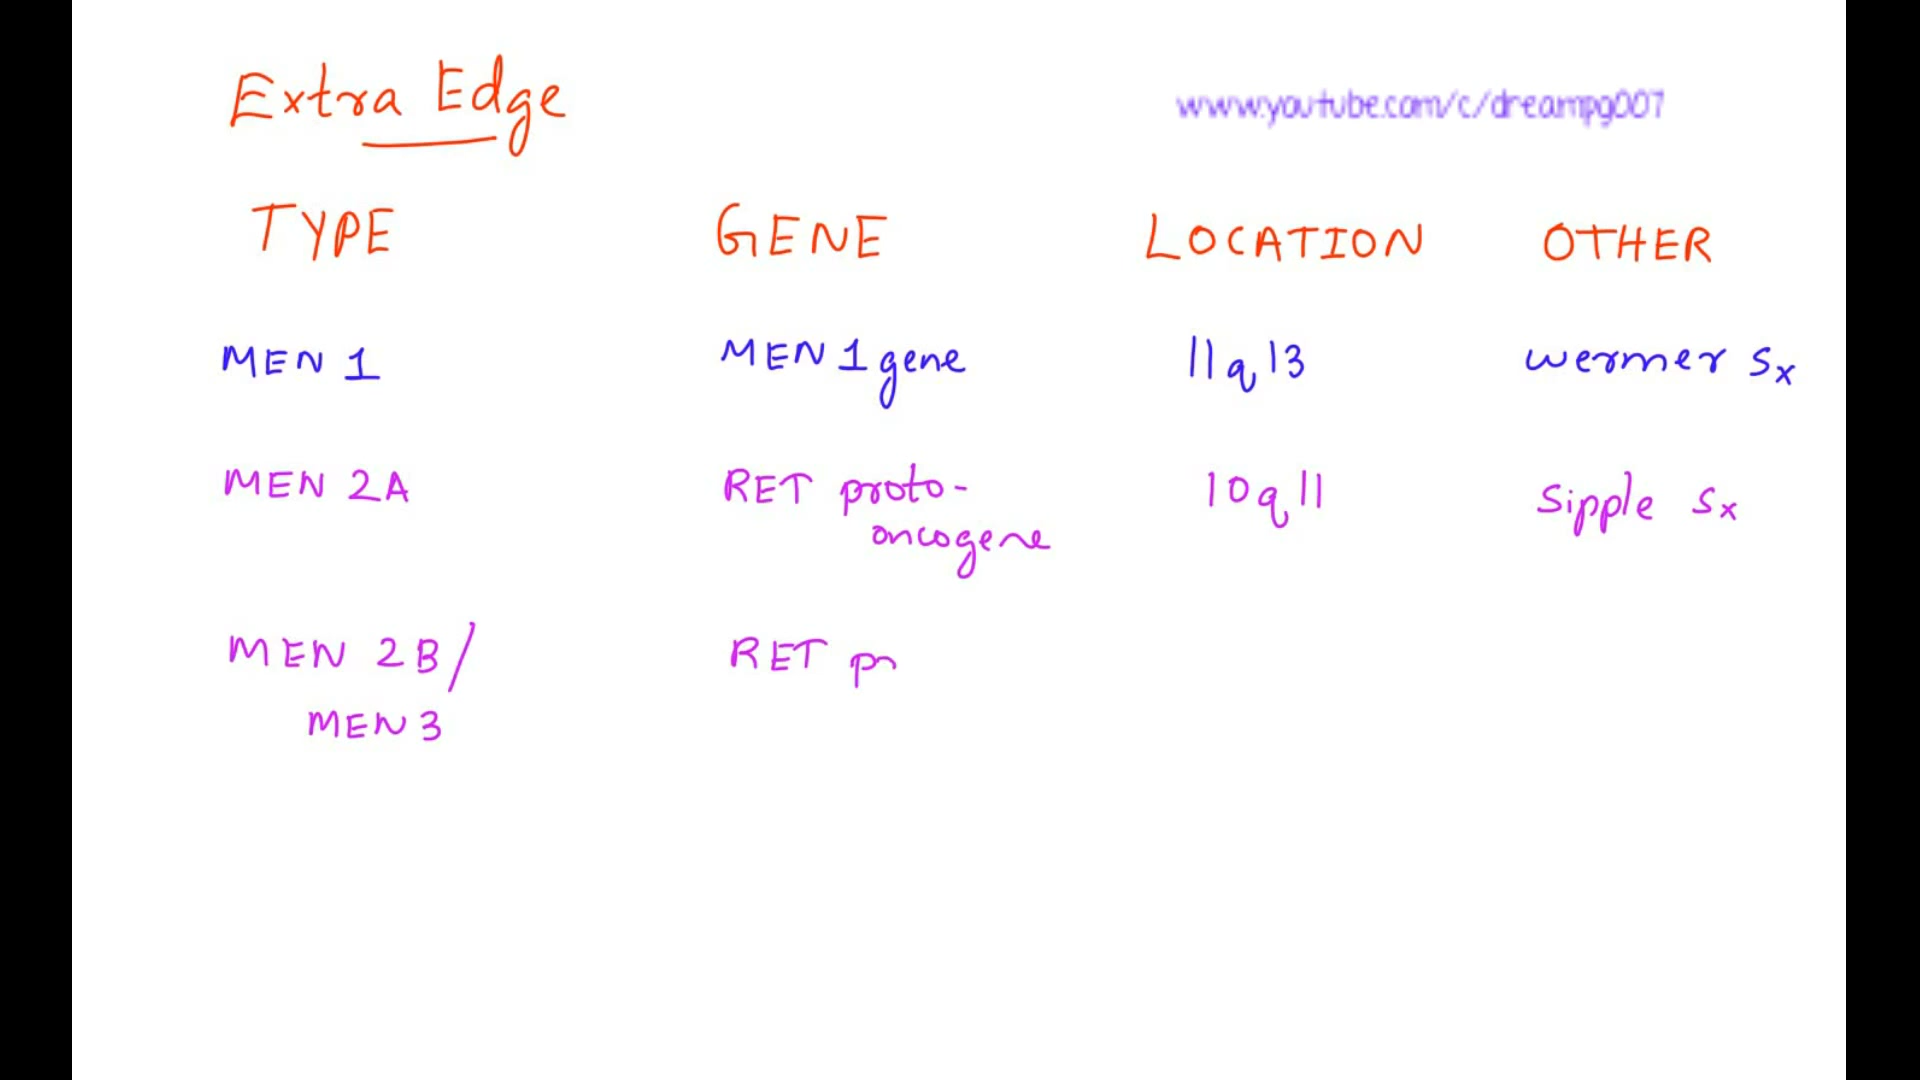 Extra Edge
www.youtube.com/c/dreampg007
TYPE GENE LOCATION OTHER
MEN 1 MEN 1 gene 11q13 wermer Sx
MEN 2A RET proto-
oncogene 10q11 Sipple Sx
MEN 2B/ RET pr
MEN 3